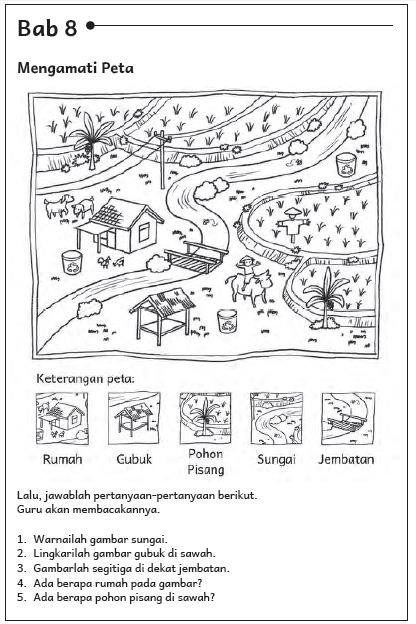 Bab 8
Mengamati Peta
Keterangan peta:
Rumah
Gubuk
Pohon
Pisang
Sungai
Jembatan
Lalu, jawablah pertanyaan-pertanyaan berikut.
Guru akan membacakannya.
1. Warnailah gambar sungai.
2. Lingkarilah gambar gubuk di sawah.
3. Gambarlah segitiga di dekat jembatan.
4. Ada berapa rumah pada gambar?
5. Ada berapa pohon pisang di sawah?